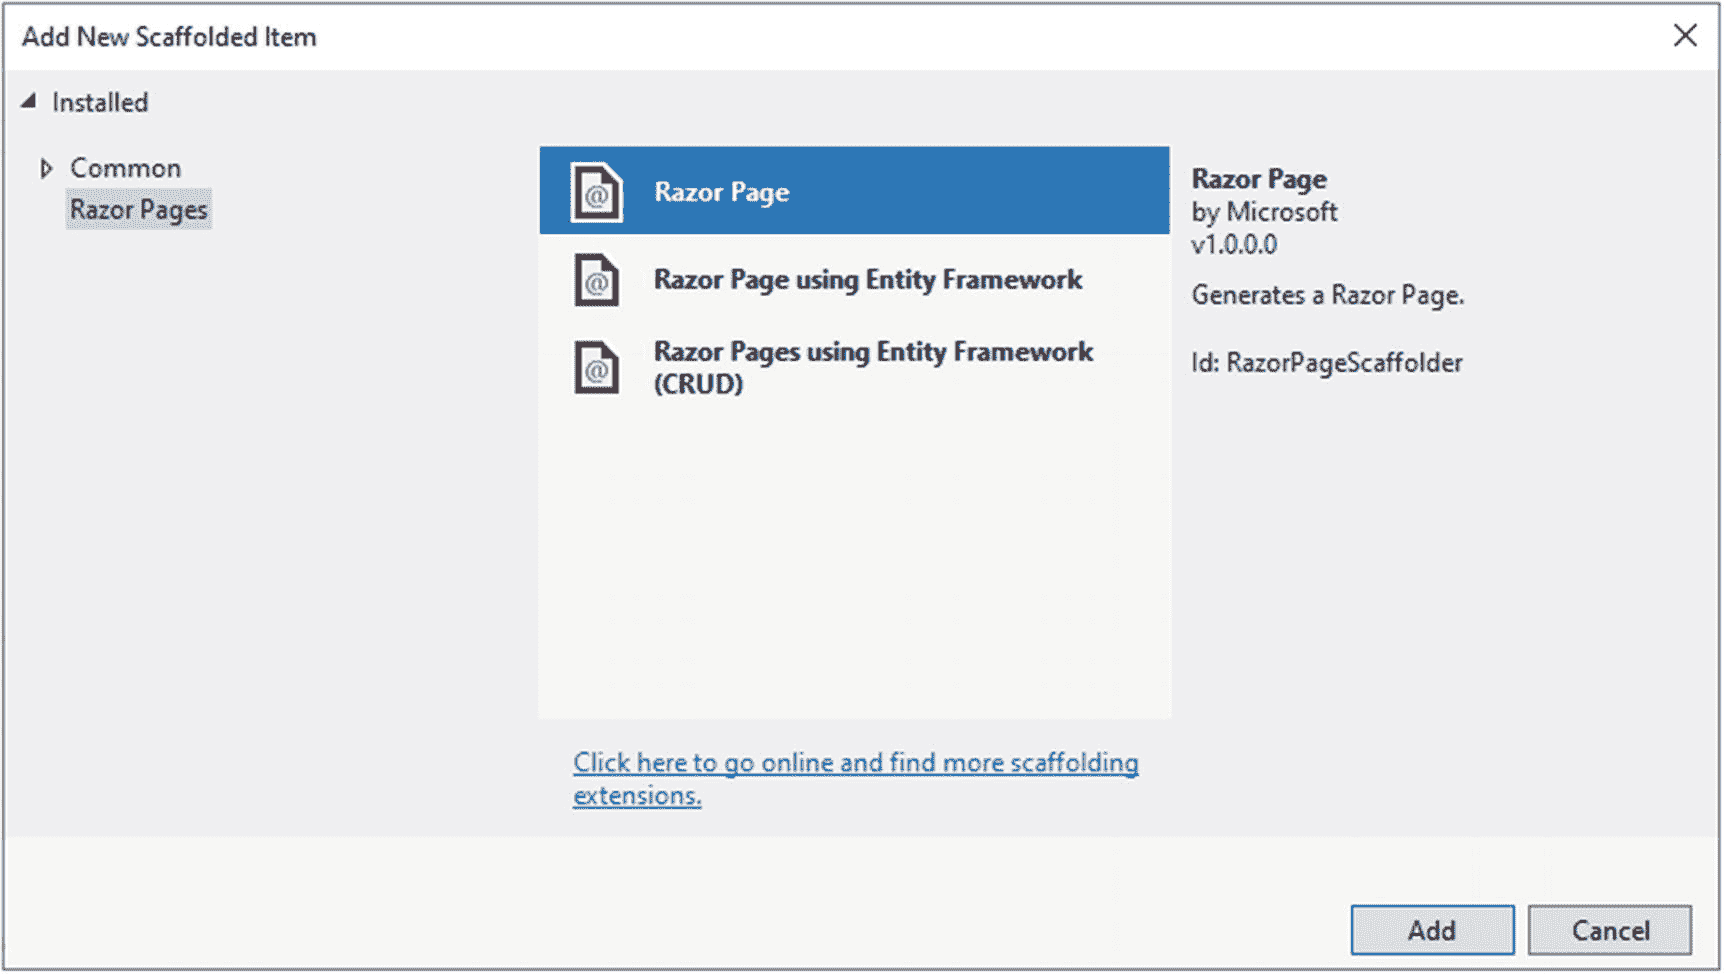 Add New Scaffolded Item
Installed
Common
Razor Pages
Razor Page
Razor Page using Entity Framework
Razor Pages using Entity Framework
(CRUD)
Click here to go online and find more scaffolding
extensions.
Razor Page
by Microsoft
v1.0.0.0
Generates a Razor Page.
Id: RazorPageScaffolder
Add
Cancel